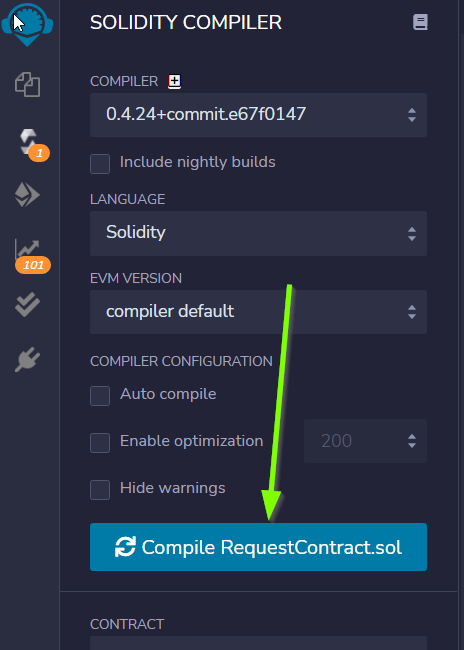 SOLIDITY COMPILER
COMPILER
0.4.24+commit.e67f0147
Include nightly builds
1
LANGUAGE
Solidity
101
EVM VERSION
compiler default
COMPILER CONFIGURATION
Auto compile
Enable optimization 200
Hide warnings
Compile RequestContract.sol
CONTRACT